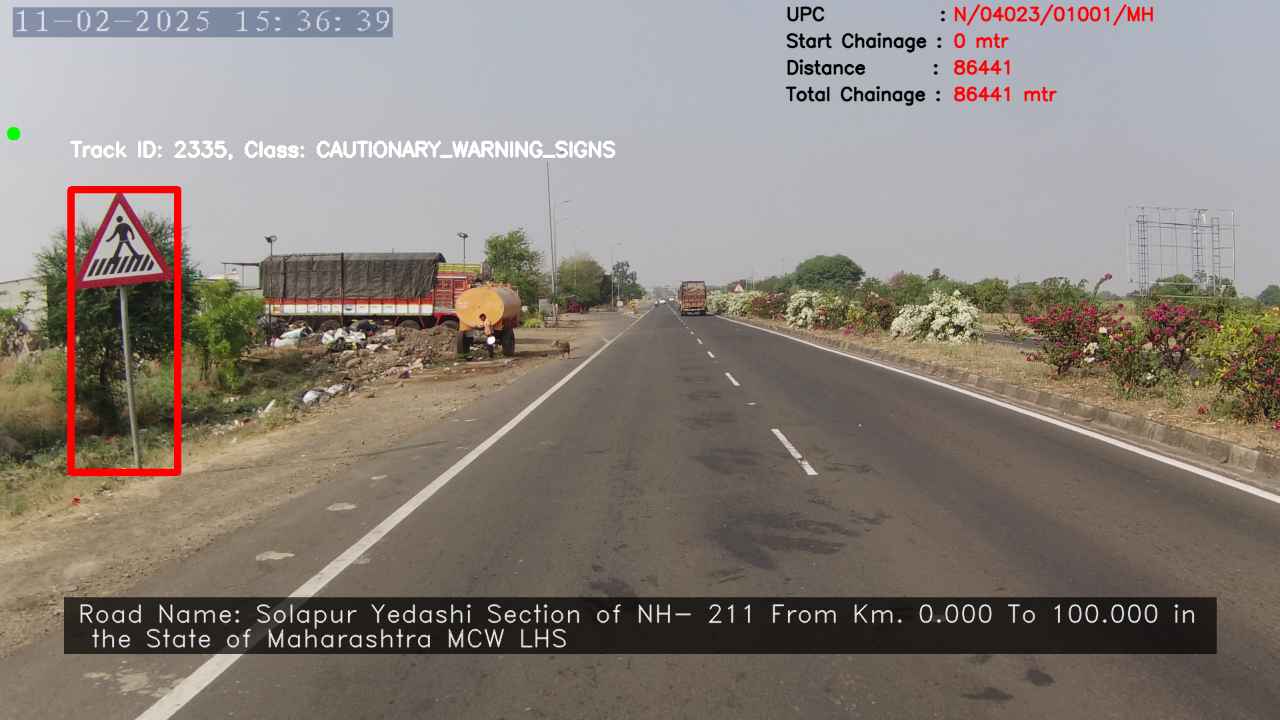 11-02-2025 15:36:39
UPC : N/04023/01001/MH
Start Chainage : 0 mtr
Distance : 86441
Total Chainage : 86441 mtr
Track ID: 2335, Class: CAUTIONARY_WARNING_SIGNS
Road Name: Solapur Yedashi Section of NH- 211 From Km. 0.000 To 100.000 in
the State of Maharashtra MCW LHS